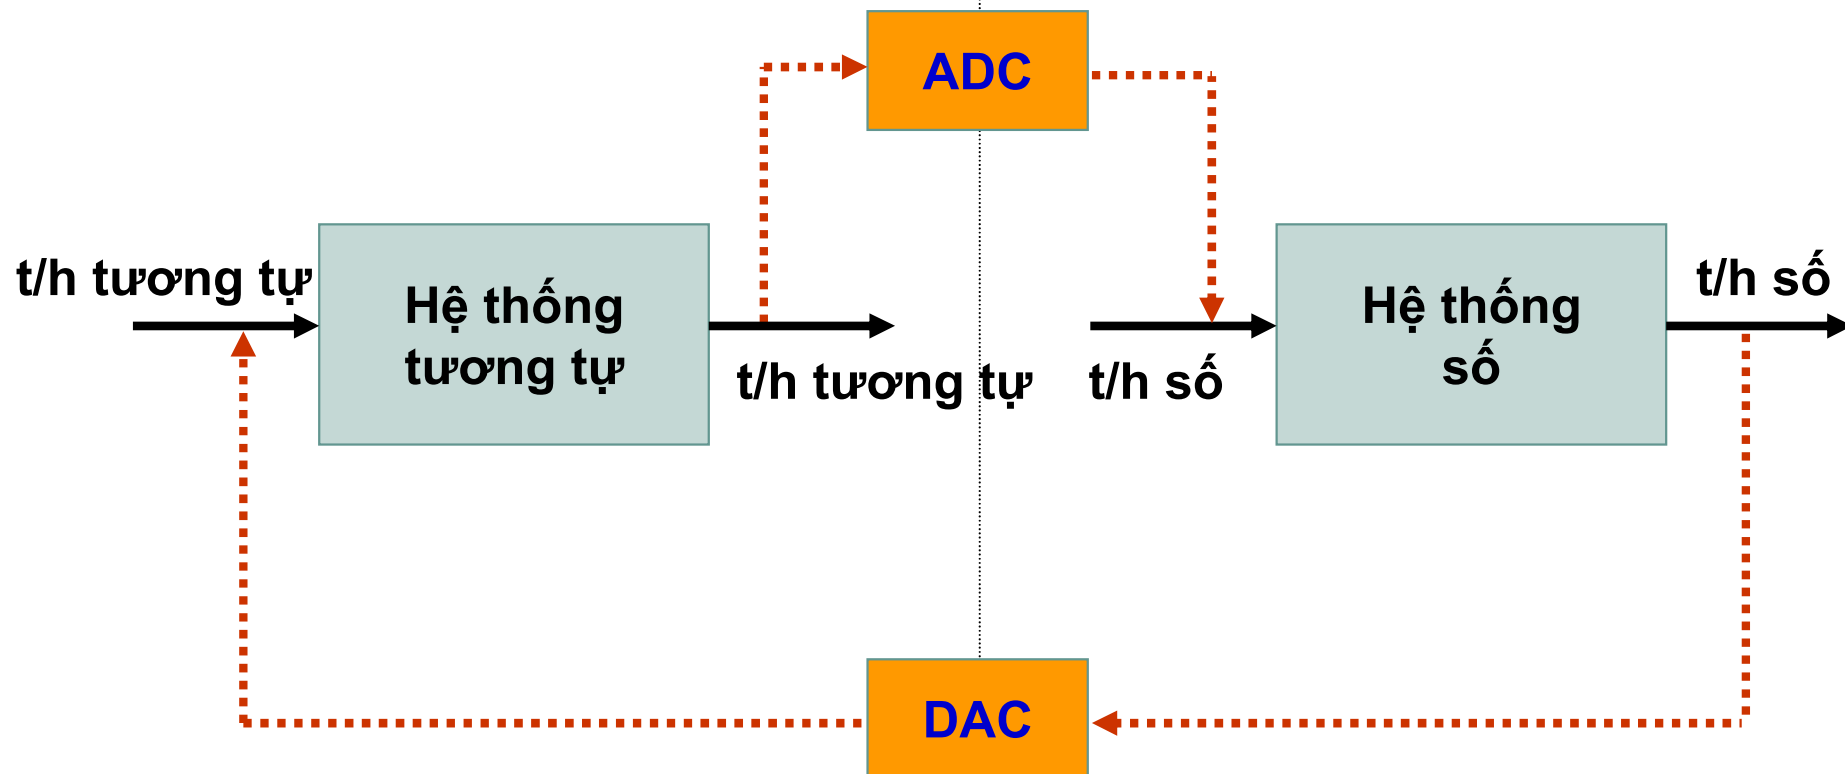 ADC
t/h tương tự
Hệ thống
tương tự
t/h tương tự
t/h số
Hệ thống
số
t/h số
DAC